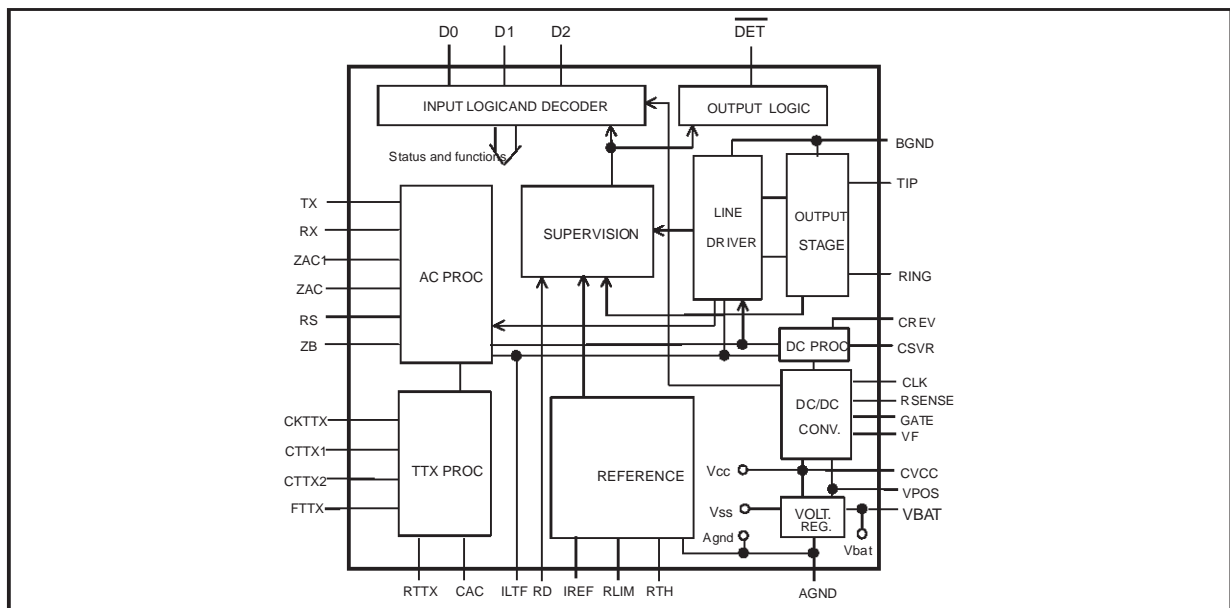 D0 D1 D2 DET
INPUT LOGICAND DECODER
OUTPUT LOGIC
Status and functions
BGND
TIP
RING
CREV
CSVR
CLK
RSENSE
GATE
VF
CVCC
VPOS
VBAT
TX
RX
ZAC1
ZAC
RS
ZB
CKTTX
CTTX1
CTTX2
FTTX
AC PROC
SUPERVISION
LINE
DRIVER
OUTPUT
STAGE
DC PROC
DC/DC
CONV.
TTX PROC
REFERENCE
Vcc
Vss
Agnd
VOLT.
REG.
Vbat
RTTX CAC ILTF RD IREF RLIM RTH AGND